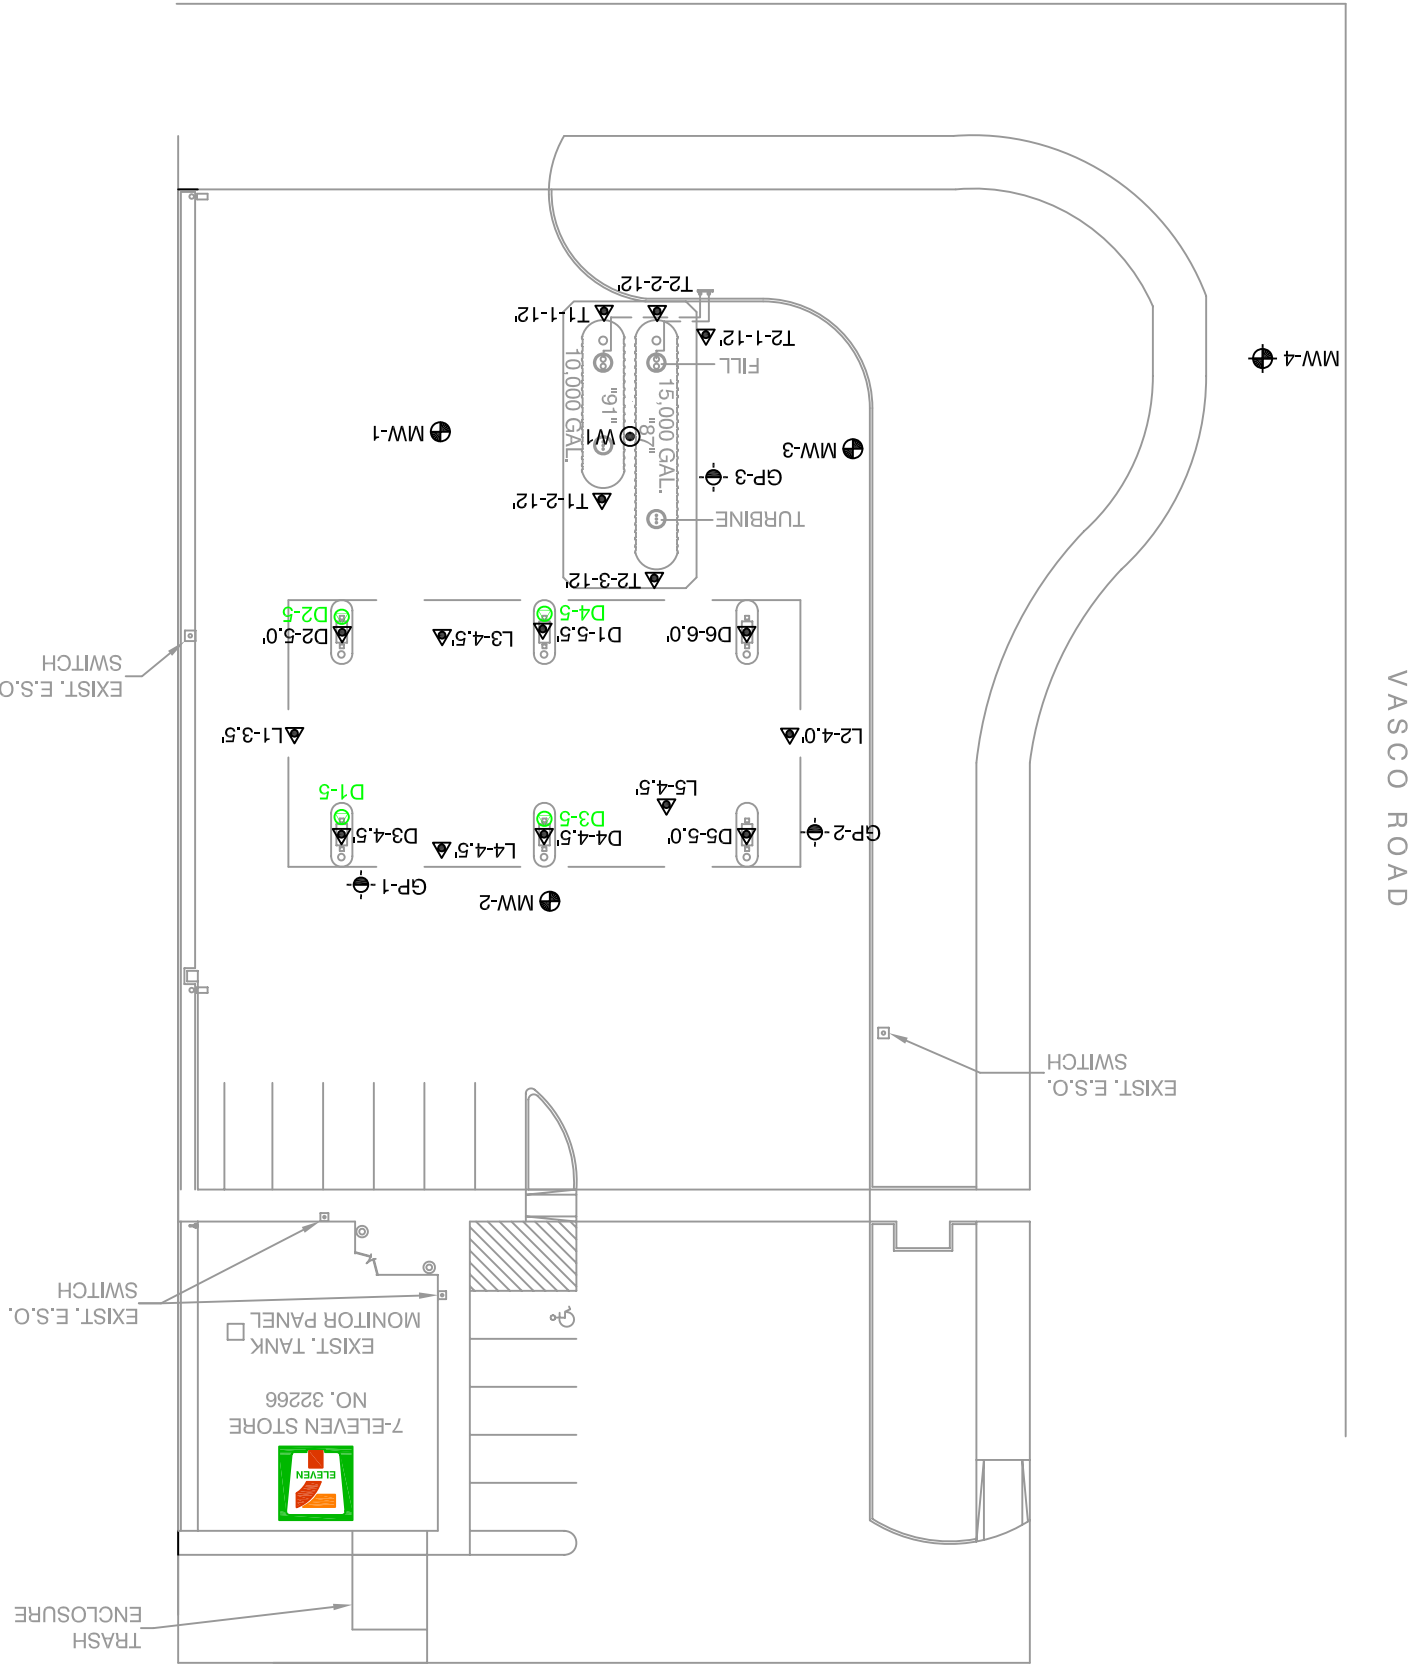 TRASH
ENCLOSURE
ELEVEN
7-ELEVEN STORE
NO. 32266
EXIST. TANK
MONITOR PANEL
EXIST. E.S.O.
SWITCH
EXIST. E.S.O.
SWITCH
MW-2
GP-1
GP-2
D5-5.0'
D4-4.5'
L4-4.5'
D3-4.5'
D3-5
D1-5
L5-4.5'
L2-4.0'
L1-3.5'
VASCO ROAD
EXIST. E.S.O
SWITCH
D6-6.0'
D1-5.5'
L3-4.5'
D2-5.0'
D4-5
D2-5
T2-3-12'
TURBINE
T1-2-12'
GP-3
MW-3
W1
MW-1
15,000 GAL.
"87"
"91"
10,000 GAL.
FILL
MW-4
T2-1-12'
T1-1-12'
T2-2-12'